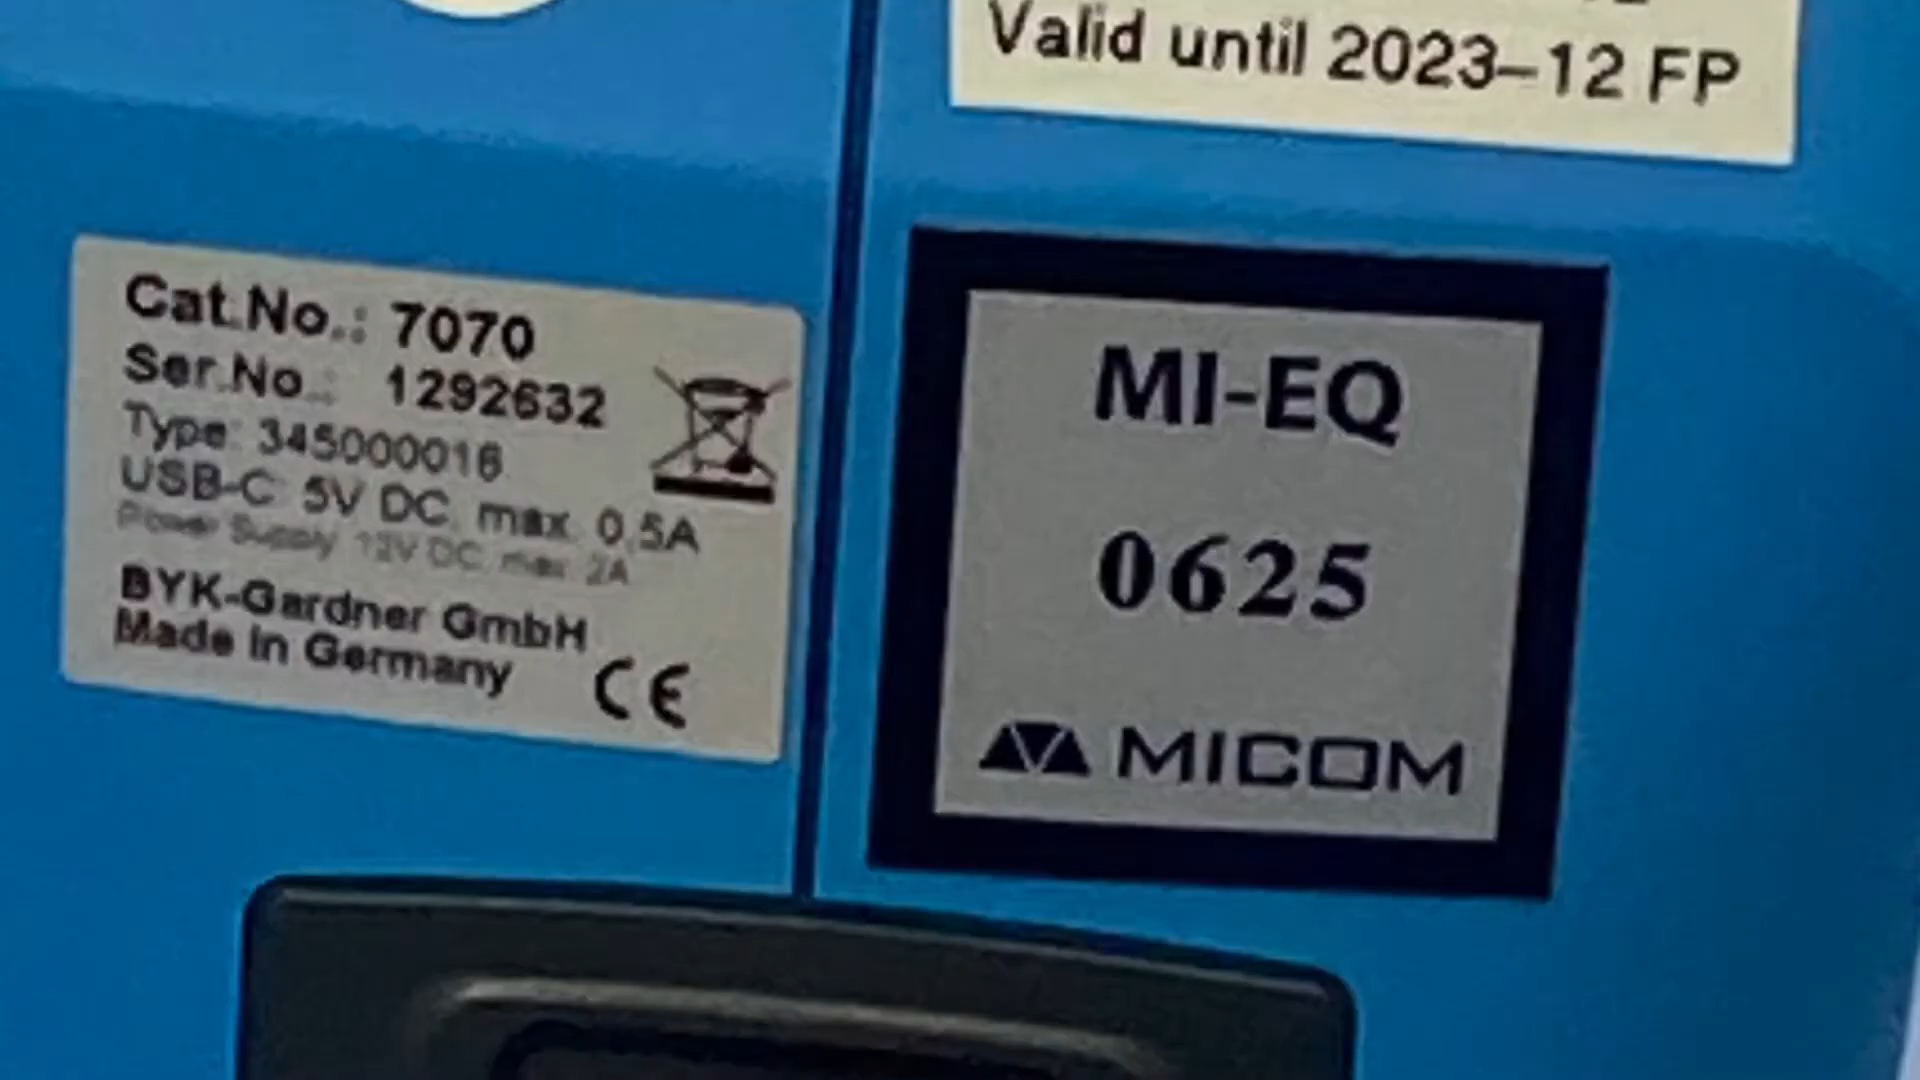 Valid until 2023-12 FP
Cat.No.: 7070
Ser.No.: 1292632
Type: 345000016
USB-C: 5V DC, max. 0.5A
Power Supply 12V DC, max. 2A
BYK-Gardner GmbH
Made in Germany
CE
MI-EQ
0625
MICOM